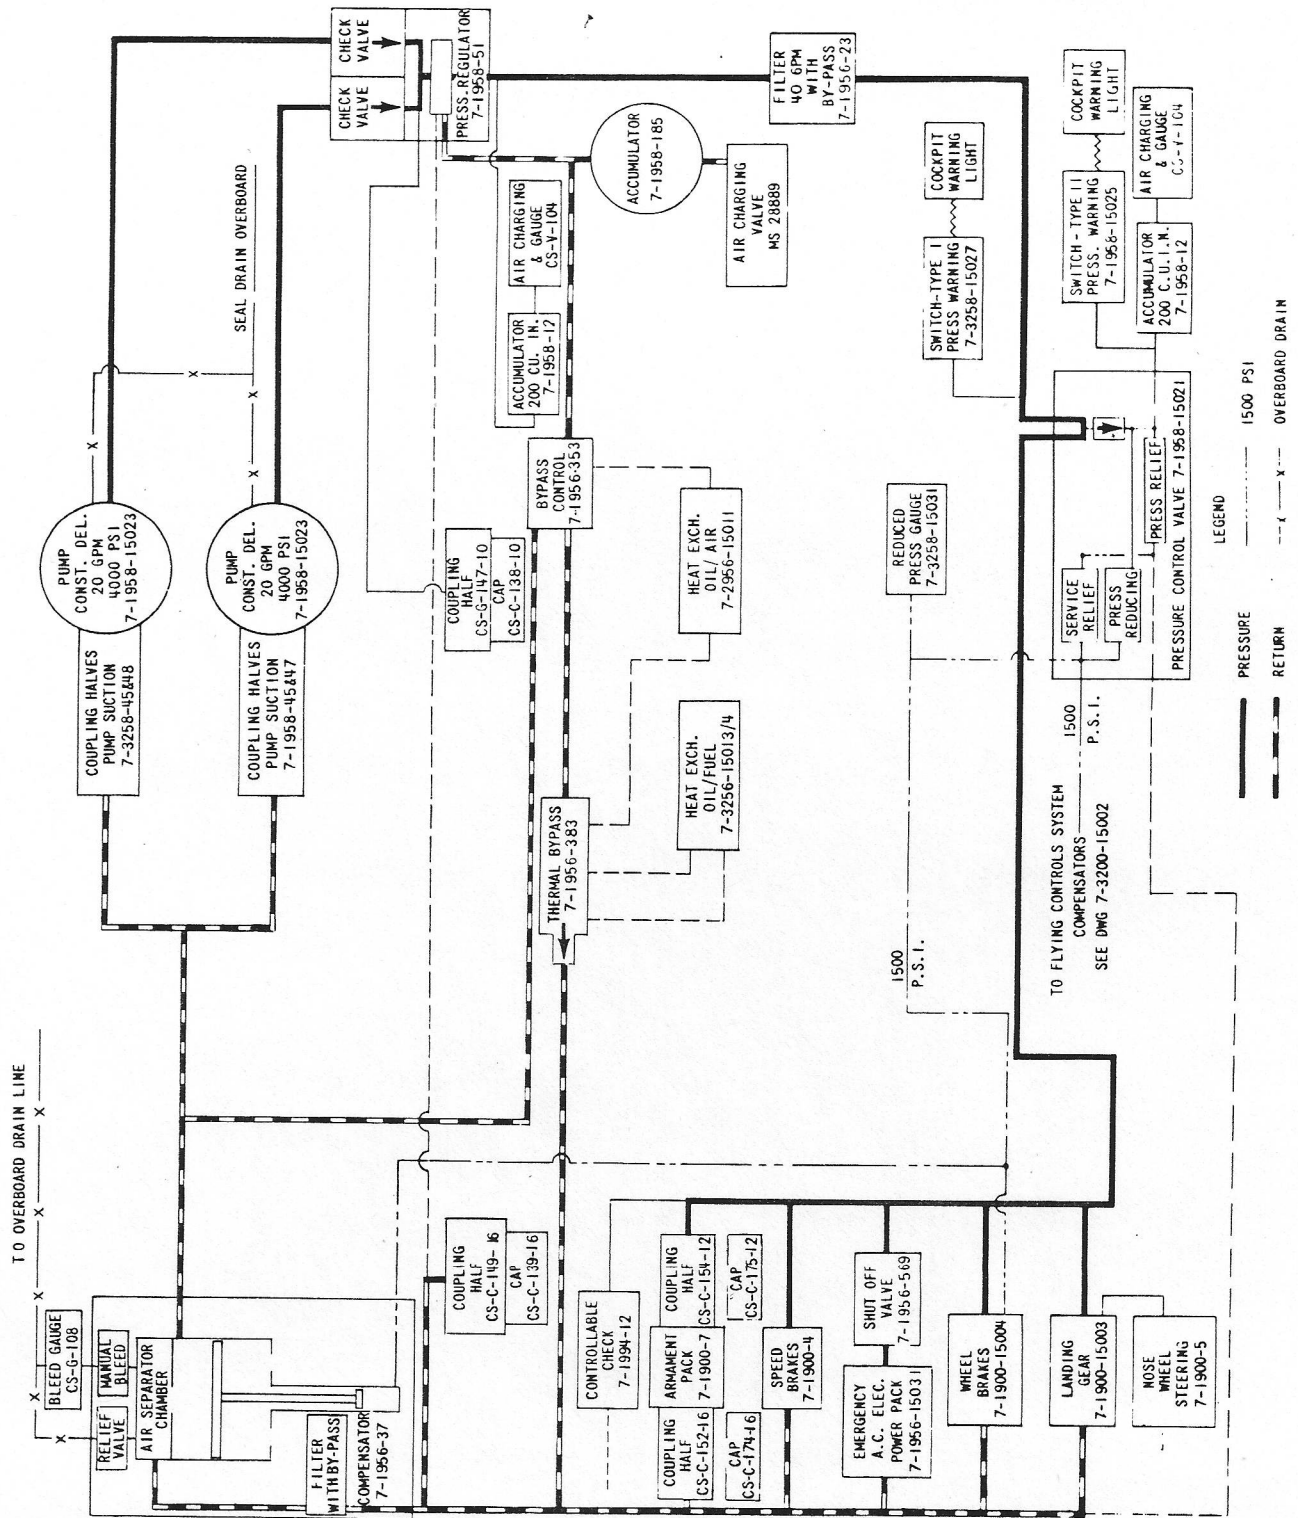 TO OVERBOARD DRAIN LINE
BLEED GAUGE
CS-G-108
MANUAL
BLEED
RELIEF
VALVE
AIR SEPARATOR
CHAMBER
FILTER
WITH BY-PASS
COMPENSATOR
7-1956-37
COUPLING HALVES
PUMP SUCTION
7-3258-45&48
PUMP
CONST. DEL.
20 GPM
4000 PSI
7-1958-15023
COUPLING HALVES
PUMP SUCTION
7-1958-45&47
PUMP
CONST. DEL.
20 GPM
4000 PSI
7-1958-15023
SEAL DRAIN OVERBOARD
CHECK
VALVE
CHECK
VALVE
PRESS. REGULATOR
7-1958-51
COUPLING
HALF
CS-G-147-10
CAP
CS-C-138-10
ACCUMULATOR
200 CU. IN.
7-1958-12
AIR CHARGING
& GAUGE
CS-V-104
ACCUMULATOR
7-1958-185
AIR CHARGING
VALVE
MS 28889
FILTER
40 GPM
WITH
BY-PASS
7-1956-23
BYPASS
CONTROL
7-1956-353
THERMAL BYPASS
7-1956-383
HEAT EXCH.
OIL/FUEL
7-3256-15013/4
HEAT EXCH.
OIL/ AIR
7-2956-15011
COUPLING
HALF
CS-C-149-16
CAP
CS-C-139-16
CONTROLLABLE
CHECK
7-1994-12
COUPLING
HALF
CS-C-152-16
ARMAMENT
PACK
7-1900-7
COUPLING
HALF
CS-C-154-12
CAP
CS-C-174-16
CAP
CS-C-175-12
SPEED
BRAKES
7-1900-4
EMERGENCY
A.C. ELEC.
POWER PACK
7-1956-15031
SHUT OFF
VALVE
7-1956-569
WHEEL
BRAKES
7-1900-15004
LANDING
GEAR
7-1900-15003
NOSE
WHEEL
STEERING
7-1900-5
1500
P.S.I.
REDUCED
PRESS GAUGE
7-3258-15031
SWITCH-TYPE I
PRESS WARNING
7-3258-15027
COCKPIT
WARNING
LIGHT
TO FLYING CONTROLS SYSTEM
COMPENSATORS
SEE DWG 7-3200-15002
1500
P.S.I.
SERVICE
RELIEF
PRESS
REDUCING
PRESS RELIEF
PRESSURE CONTROL VALVE 7-1958-15021
SWITCH-TYPE II
PRESS. WARNING
7-1958-15025
COCKPIT
WARNING
LIGHT
ACCUMULATOR
200 C.U.I.N.
7-1958-12
AIR CHARGING
& GAUGE
CS-V-104
LEGEND
PRESSURE
1500 PSI
RETURN
OVERBOARD DRAIN